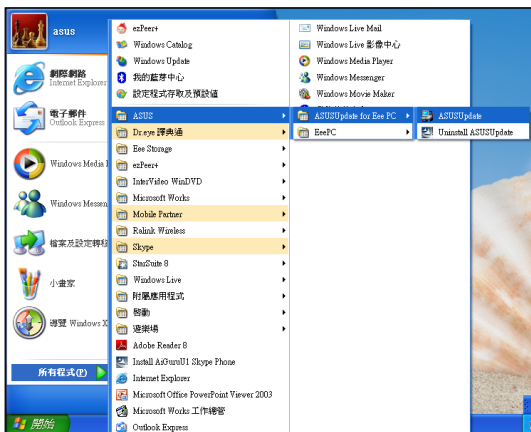 asus
網際網路
Internet Explorer
電子郵件
Outlook Express
Windows Media
Windows Messen
檔案及設定轉移
小畫家
導覽 Windows X
所有程式(P)
開始
ezPeer+
Windows Catalog
Windows Update
我的藍芽中心
設定程式存取及預設值
ASUS
Dr.eye 譯典通
Eee Storage
ezPeer+
InterVideo WinDVD
Microsoft Works
Mobile Partner
Ralink Wireless
Skype
StarSuite 8
Windows Live
附屬應用程式
啟動
遊樂場
Adobe Reader 8
Install AiGuruU1 Skype Phone
Internet Explorer
Microsoft Office PowerPoint Viewer 2003
Microsoft Works 工作總管
Outlook Express
Windows Live Mail
Windows Live 影像中心
Windows Media Player
Windows Messenger
Windows Movie Maker
ASUSUpdate for Eee PC
EeePC
ASUSUpdate
Uninstall ASUSUpdate